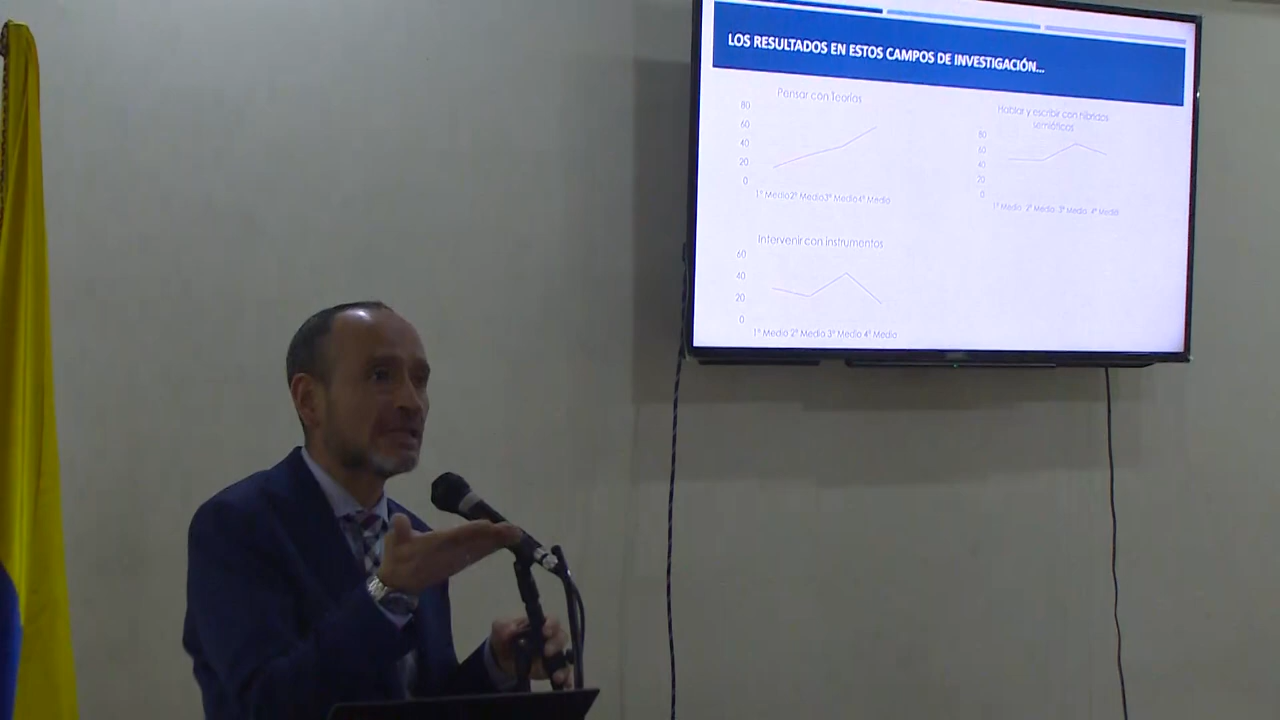 LOS RESULTADOS EN ESTOS CAMPOS DE INVESTIGACIÓN...
Pensar con Teorías
80
60
40
20
0
1° Medio 2° Medio 3° Medio 4° Medio
Hablar y escribir con híbridos
semióticos
80
60
40
20
0
1° Medio 2° Medio 3° Medio 4° Medio
Intervenir con instrumentos
60
40
20
0
1° Medio 2° Medio 3° Medio 4° Medio